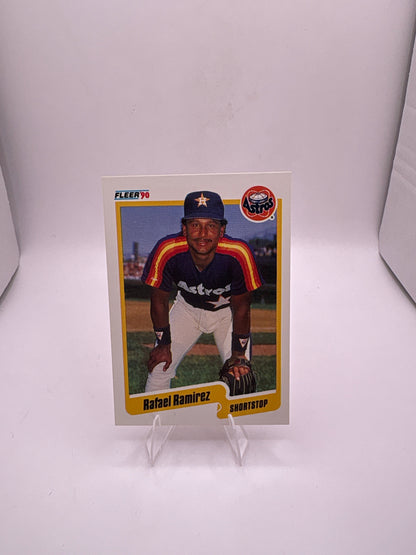 FLEER '90
Astros
Astros
Rafael Ramirez
SHORTSTOP